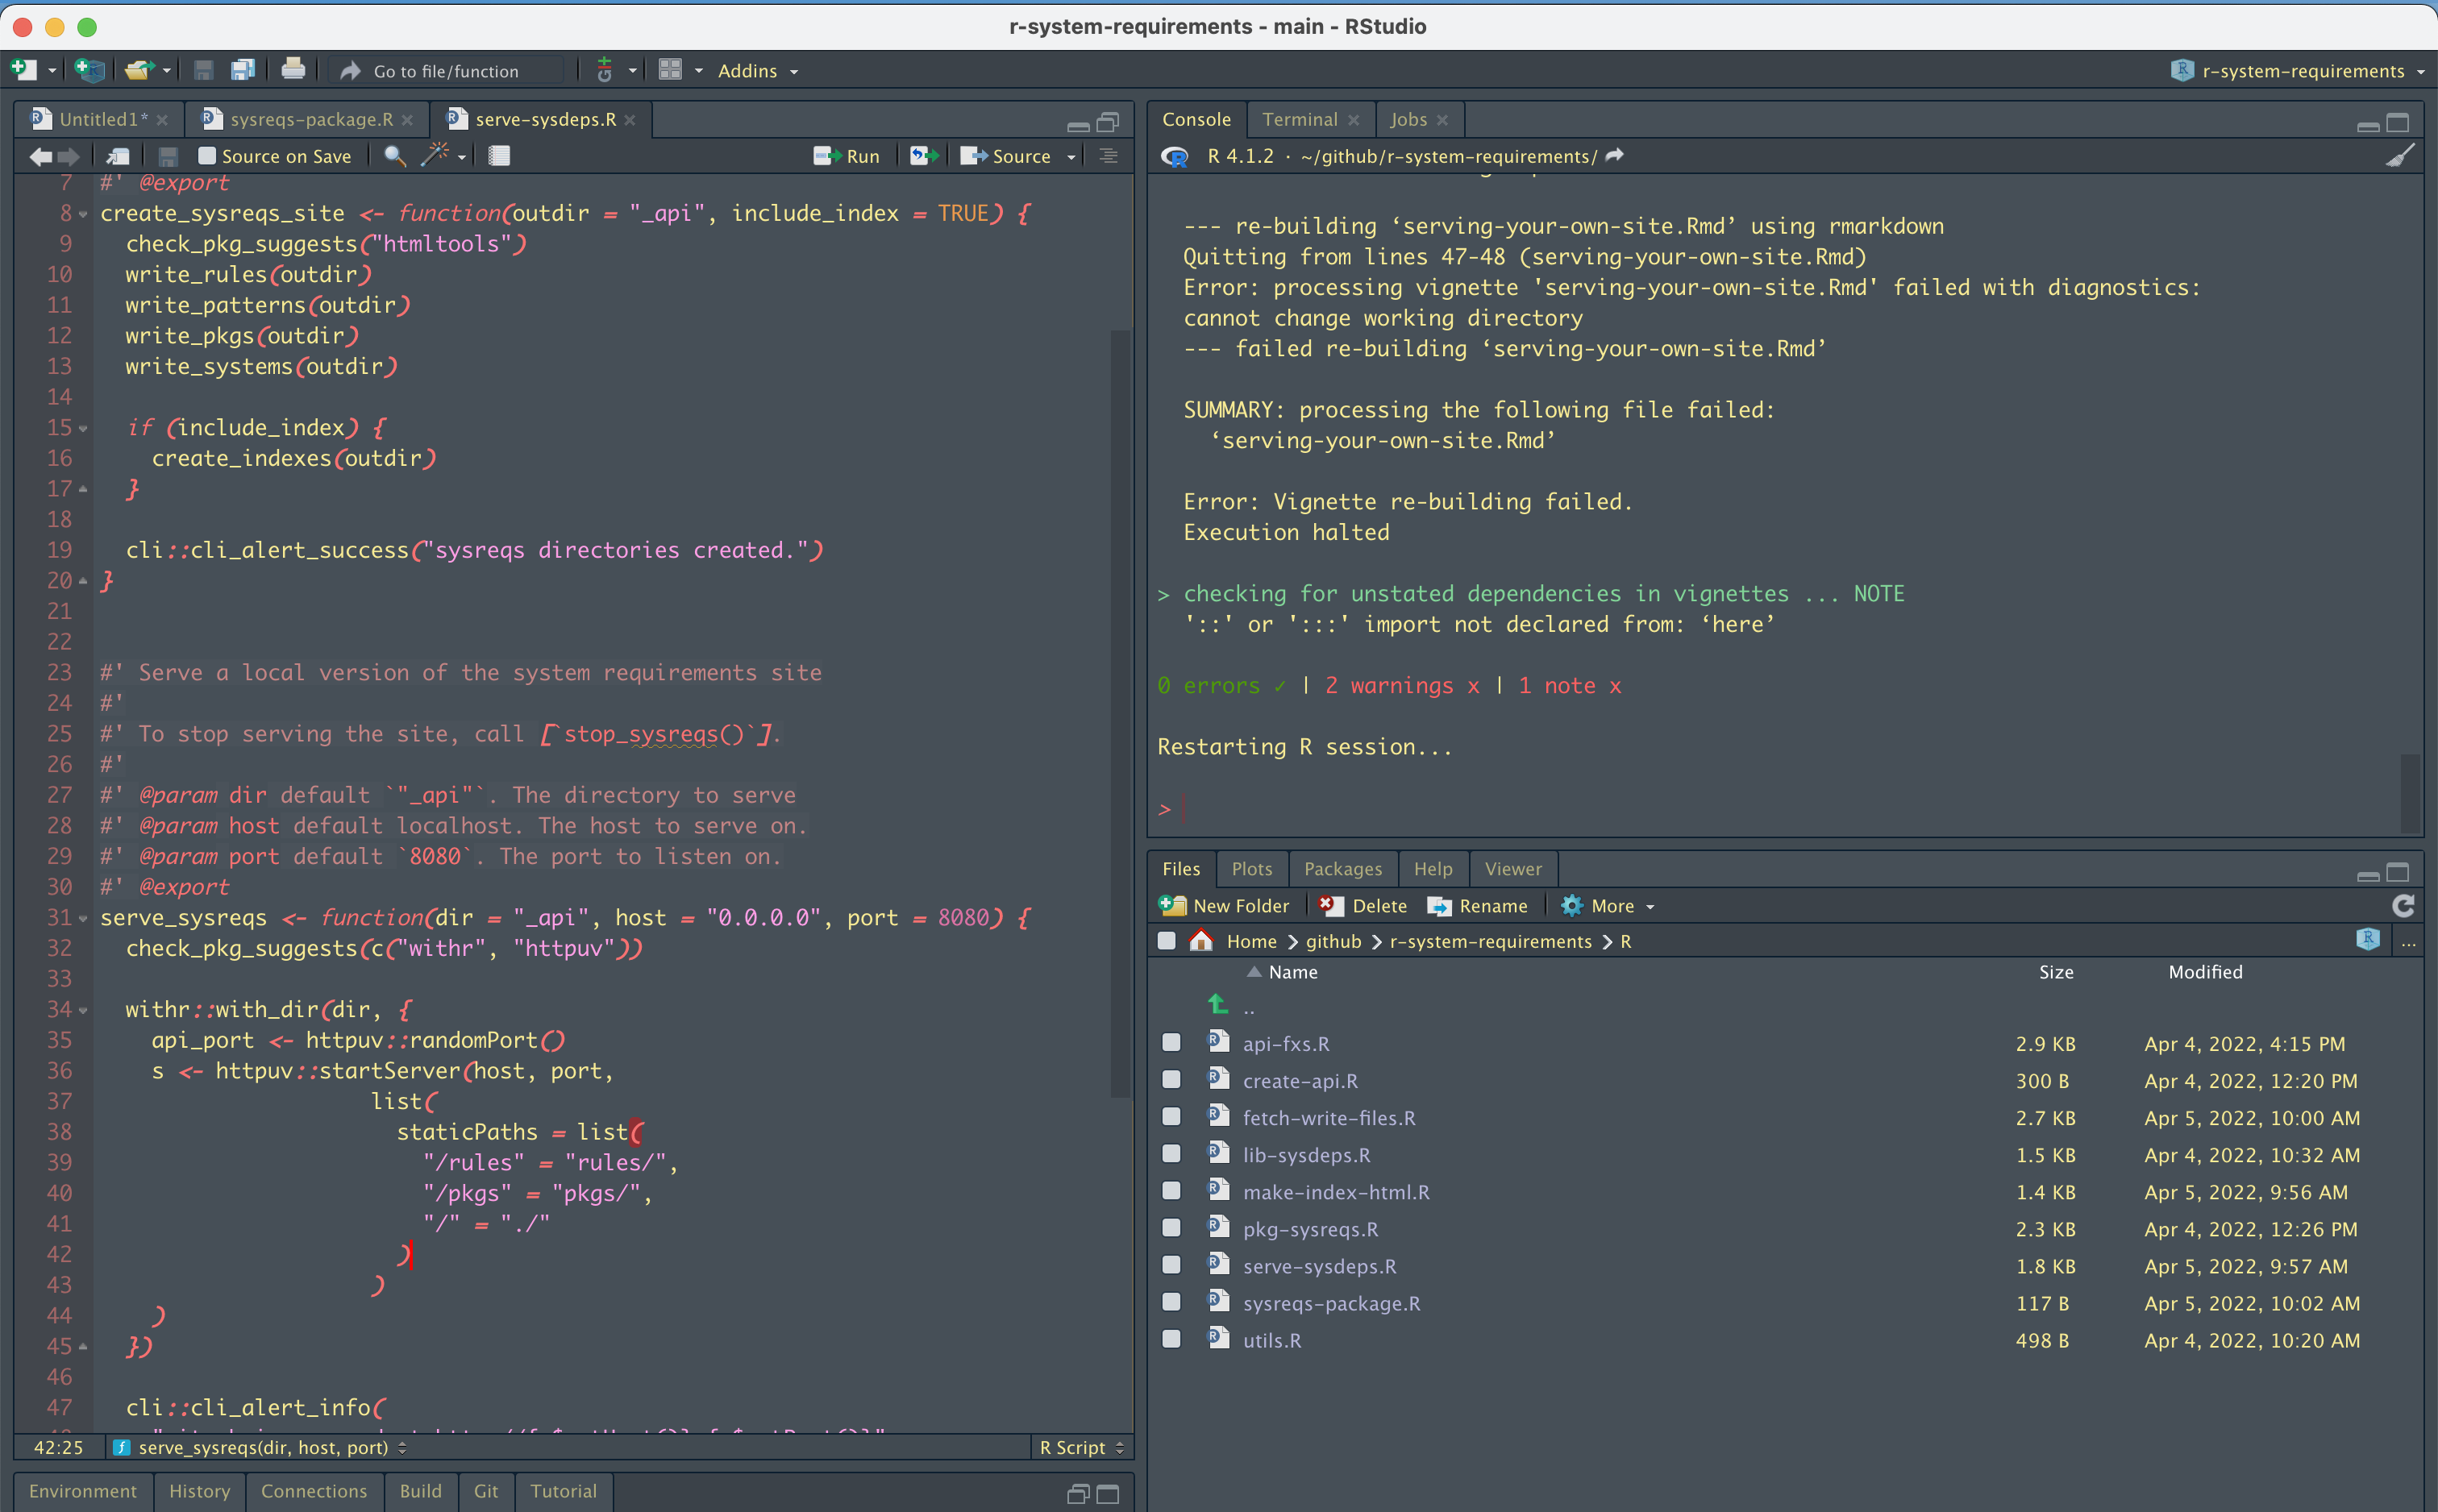 r-system-requirements - main - RStudio
Go to file/function
Addins
r-system-requirements
Untitled1*
sysreqs-package.R
serve-sysdeps.R
Source on Save
Run
Source
7 #' @export
8 create_sysreqs_site <- function(outdir = "_api", include_index = TRUE) {
9 check_pkg_suggests("htmltools")
10 write_rules(outdir)
11 write_patterns(outdir)
12 write_pkgs(outdir)
13 write_systems(outdir)
14
15 if (include_index) {
16 create_indexes(outdir)
17 }
18
19 cli::cli_alert_success("sysreqs directories created.")
20 }
21
22
23 #' Serve a local version of the system requirements site
24 #'
25 #' To stop serving the site, call [`stop_sysreqs()`].
26 #'
27 #' @param dir default `"_api"`. The directory to serve
28 #' @param host default localhost. The host to serve on.
29 #' @param port default `8080`. The port to listen on.
30 #' @export
31 serve_sysreqs <- function(dir = "_api", host = "0.0.0.0", port = 8080) {
32 check_pkg_suggests(c("withr", "httpuv"))
33
34 withr::with_dir(dir, {
35 api_port <- httpuv::randomPort()
36 s <- httpuv::startServer(host, port,
37 list(
38 staticPaths = list(
39 "/rules" = "rules/",
40 "/pkgs" = "pkgs/",
41 "/" = "./"
42 )
43 )
44 )
45 })
46
47 cli::cli_alert_info(
42:25
serve_sysreqs(dir, host, port)
R Script
Environment
History
Connections
Build
Git
Tutorial
Console
Terminal
Jobs
R 4.1.2 · ~/github/r-system-requirements/
--- re-building ‘serving-your-own-site.Rmd’ using rmarkdown
Quitting from lines 47-48 (serving-your-own-site.Rmd)
Error: processing vignette 'serving-your-own-site.Rmd' failed with diagnostics:
cannot change working directory
--- failed re-building ‘serving-your-own-site.Rmd’
SUMMARY: processing the following file failed:
‘serving-your-own-site.Rmd’
Error: Vignette re-building failed.
Execution halted
> checking for unstated dependencies in vignettes ... NOTE
'::' or ':::' import not declared from: ‘here’
0 errors ✓ | 2 warnings x | 1 note x
Restarting R session...
>
Files
Plots
Packages
Help
Viewer
New Folder
Delete
Rename
More
Home
github
r-system-requirements
R
...
Name Size Modified
..
api-fxs.R 2.9 KB Apr 4, 2022, 4:15 PM
create-api.R 300 B Apr 4, 2022, 12:20 PM
fetch-write-files.R 2.7 KB Apr 5, 2022, 10:00 AM
lib-sysdeps.R 1.5 KB Apr 4, 2022, 10:32 AM
make-index-html.R 1.4 KB Apr 5, 2022, 9:56 AM
pkg-sysreqs.R 2.3 KB Apr 4, 2022, 12:26 PM
serve-sysdeps.R 1.8 KB Apr 5, 2022, 9:57 AM
sysreqs-package.R 117 B Apr 5, 2022, 10:02 AM
utils.R 498 B Apr 4, 2022, 10:20 AM